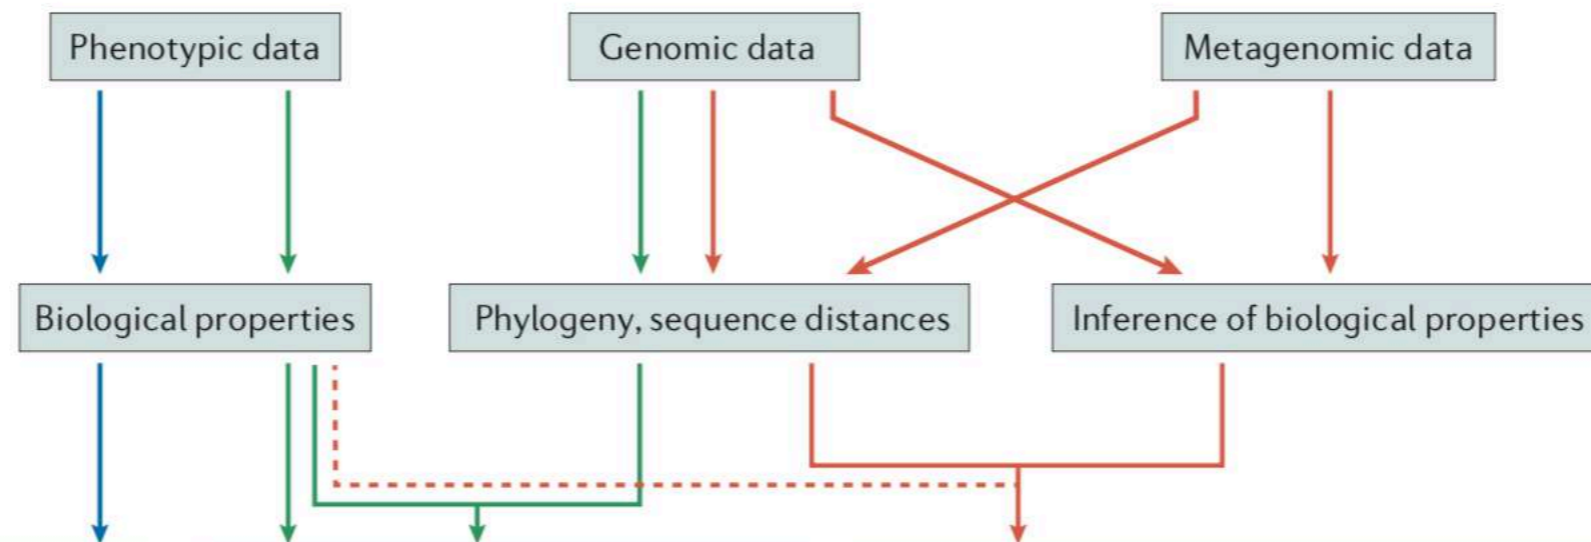 Phenotypic data
Genomic data
Metagenomic data
Biological properties
Phylogeny, sequence distances
Inference of biological properties